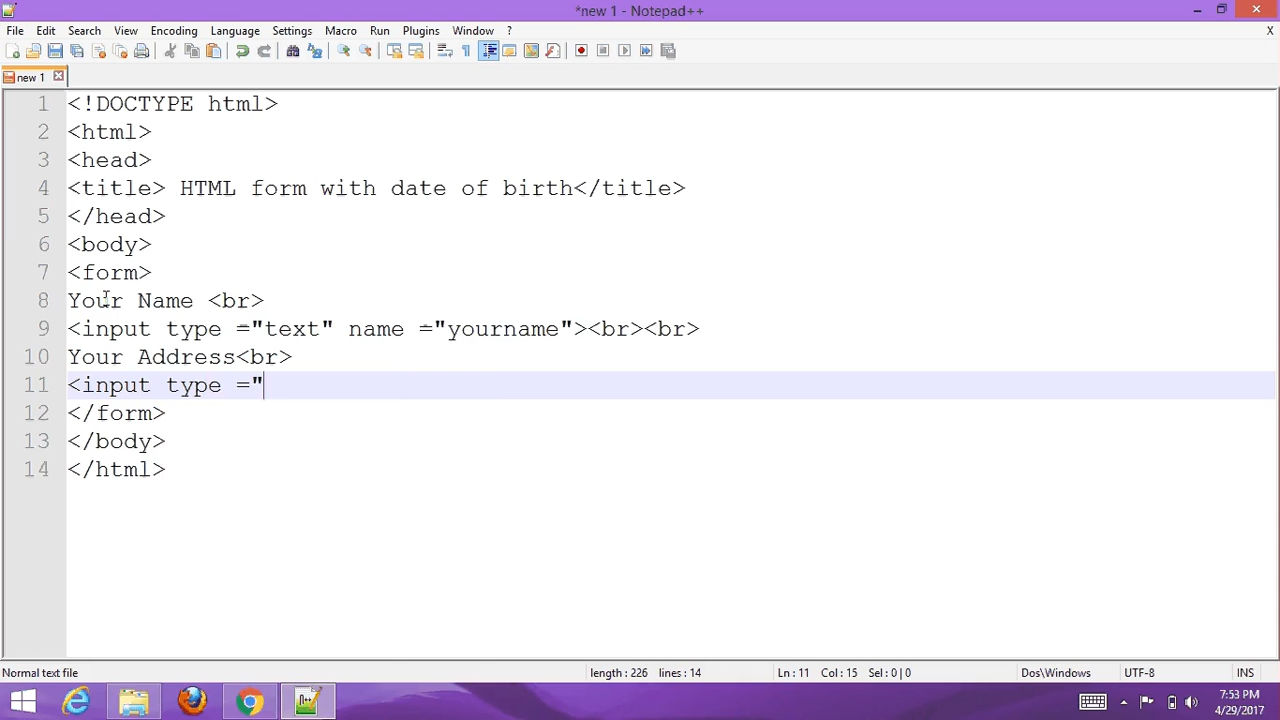 *new 1 - Notepad++
File Edit Search View Encoding Language Settings Macro Run Plugins Window ? X
new 1
1 <!DOCTYPE html>
2 <html>
3 <head>
4 <title> HTML form with date of birth</title>
5 </head>
6 <body>
7 <form>
8 Your Name <br>
9 <input type ="text" name ="yourname"><br><br>
10 Your Address<br>
11 <input type ="
12 </form>
13 </body>
14 </html>
Normal text file length : 226 lines : 14 Ln : 11 Col : 15 Sel : 0 | 0 Dos\Windows UTF-8 INS
7:53 PM
4/29/2017